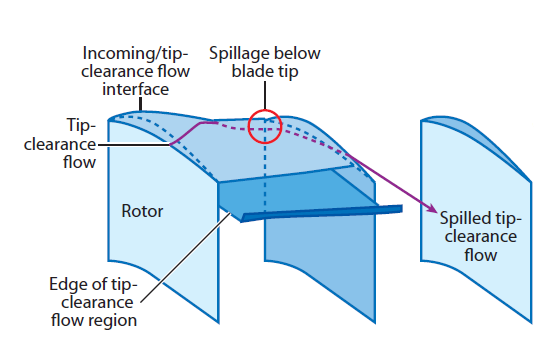 Incoming/tip-
clearance flow
interface
Spillage below
blade tip
Tip-
clearance
flow
Rotor
Spilled tip-
clearance
flow
Edge of tip-
clearance
flow region